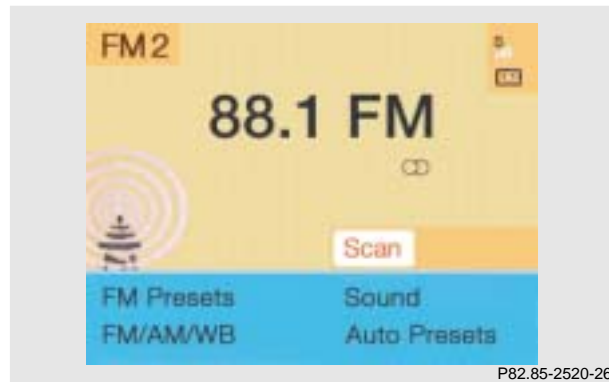 FM2
88.1 FM
Scan
FM Presets Sound
FM/AM/WB Auto Presets
P82.85-2520-26